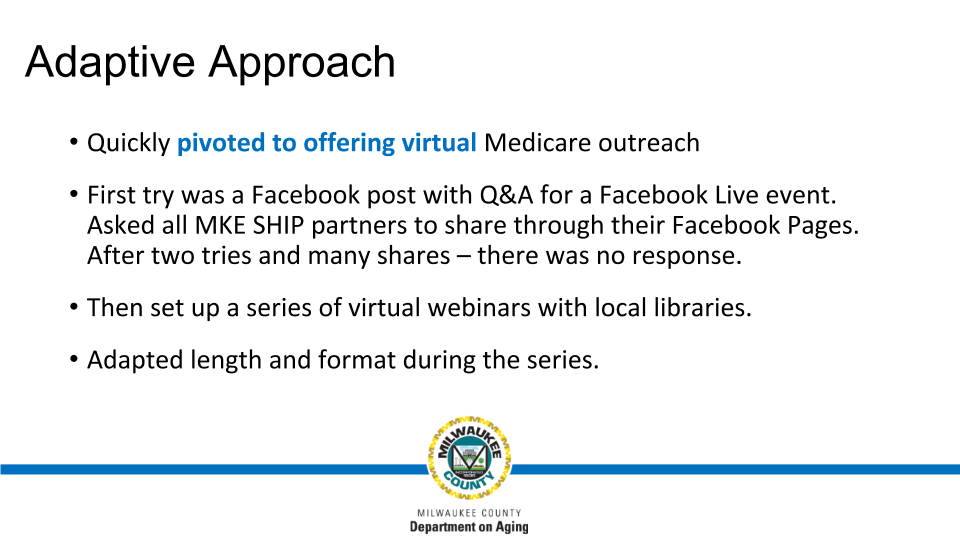 Adaptive Approach
• Quickly pivoted to offering virtual Medicare outreach
• First try was a Facebook post with Q&A for a Facebook Live event.
Asked all MKE SHIP partners to share through their Facebook Pages.
After two tries and many shares – there was no response.
• Then set up a series of virtual webinars with local libraries.
• Adapted length and format during the series.
MILWAUKEE
COUNTY
MILWAUKEE COUNTY
Department on Aging